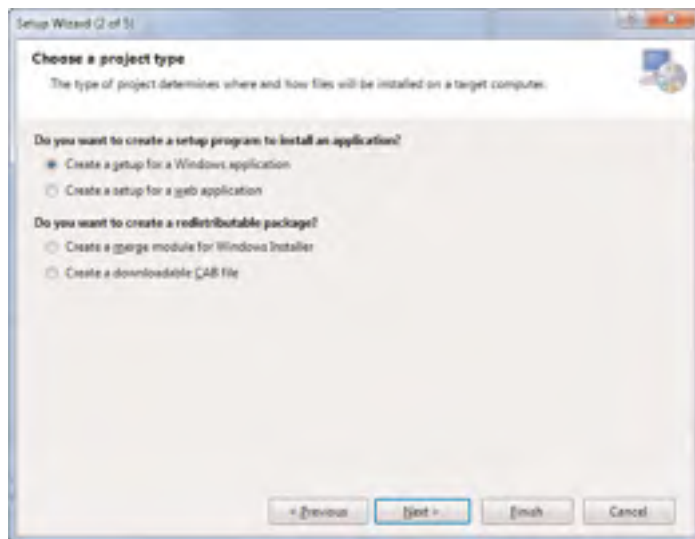 Setup Wizard (2 of 5)
Choose a project type
The type of project determines where and how files will be installed on a target computer.
Do you want to create a setup program to install an application?
Create a setup for a Windows application
Create a setup for a web application
Do you want to create a redistributable package?
Create a merge module for Windows Installer
Create a downloadable CAB file
< Previous
Next >
Finish
Cancel